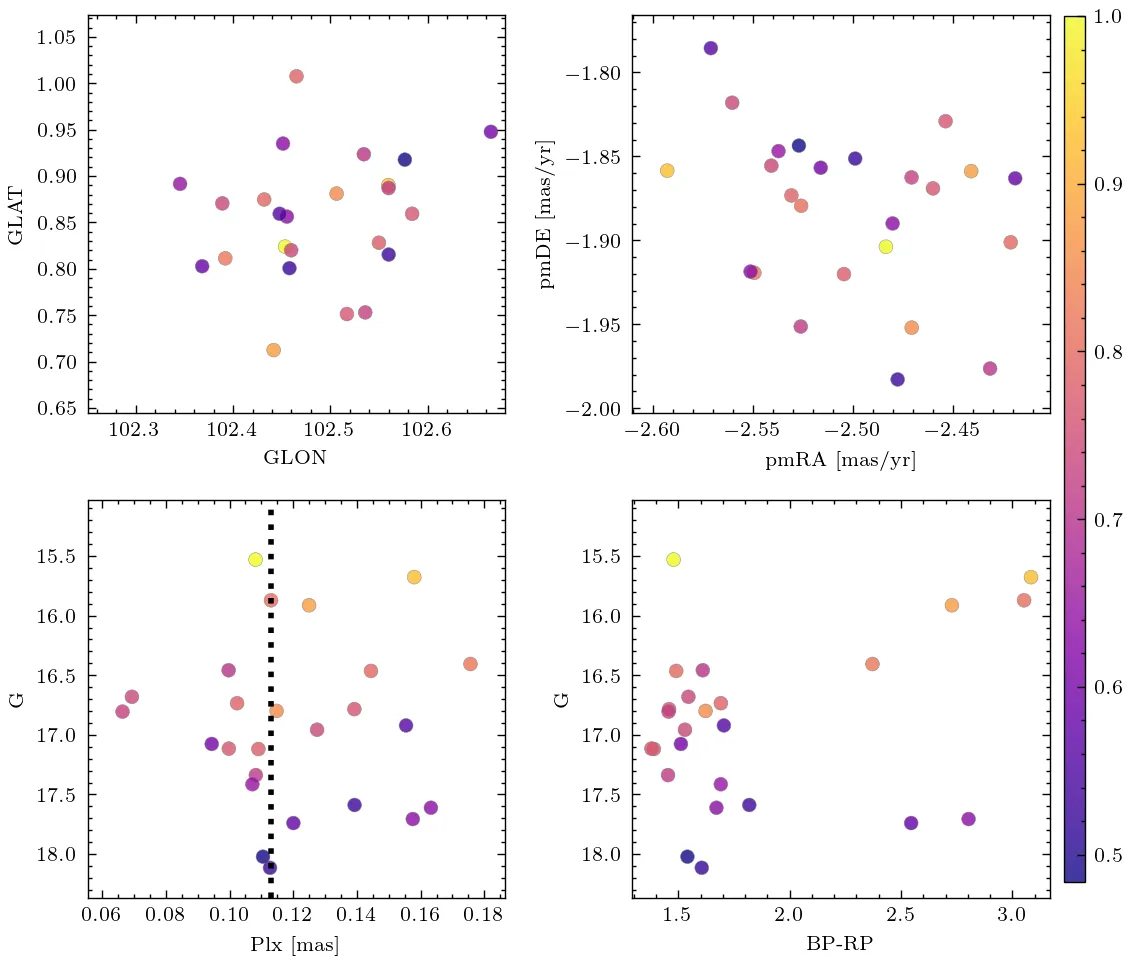 1.05
1.00
0.95
0.90
0.85
0.80
0.75
0.70
0.65
GLAT
102.3 102.4 102.5 102.6
GLON
−1.80
−1.85
−1.90
−1.95
−2.00
pmDE [mas/yr]
−2.60 −2.55 −2.50 −2.45
pmRA [mas/yr]
1.0
0.9
0.8
0.7
0.6
0.5
15.5
16.0
16.5
17.0
17.5
18.0
G
0.06 0.08 0.10 0.12 0.14 0.16 0.18
Plx [mas]
15.5
16.0
16.5
17.0
17.5
18.0
G
1.5 2.0 2.5 3.0
BP-RP